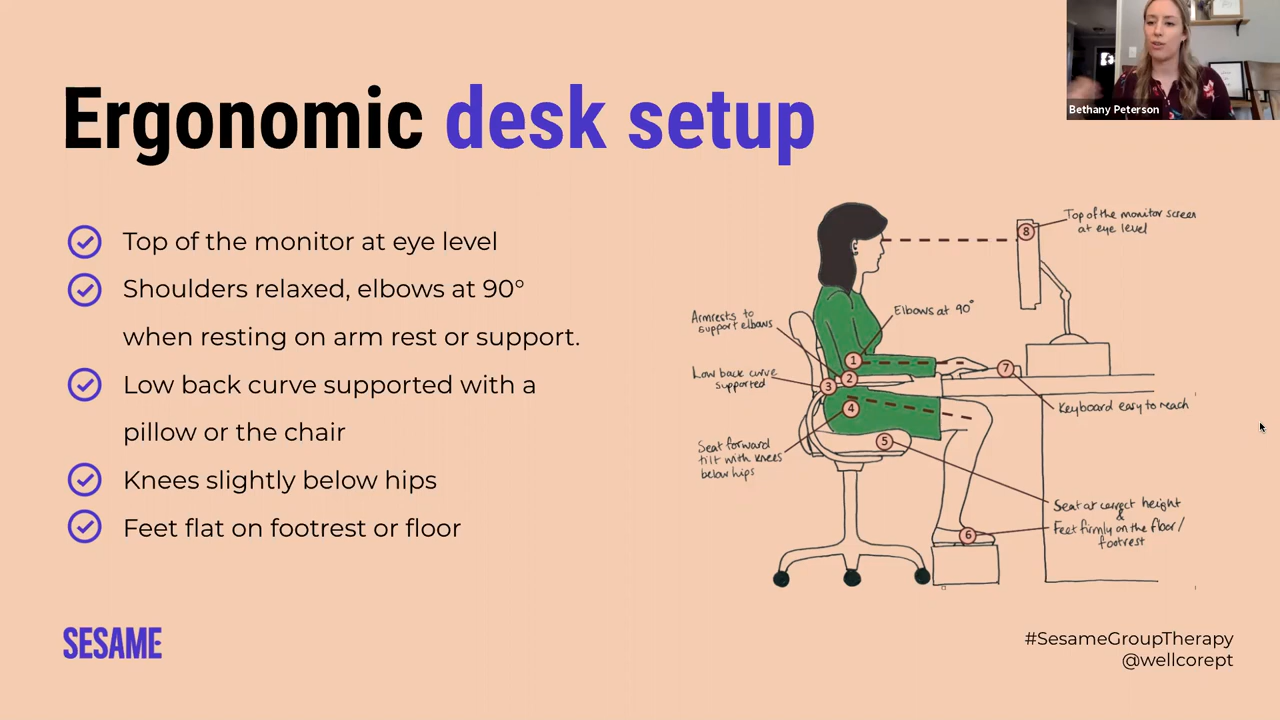 Bethany Peterson
Ergonomic desk setup
Top of the monitor at eye level
Shoulders relaxed, elbows at 90°
when resting on arm rest or support.
Low back curve supported with a
pillow or the chair
Knees slightly below hips
Feet flat on footrest or floor
Top of the monitor screen
at eye level
8
Elbows at 90°
Armrests to
support elbows
1
2
3
7
Low back curve
supported
4
Keyboard easy to reach
5
Seat forward
tilt with knees
below hips
Seat at correct height
&
Feet firmly on the floor/
footrest
6
SESAME
#SesameGroupTherapy
@wellcorept